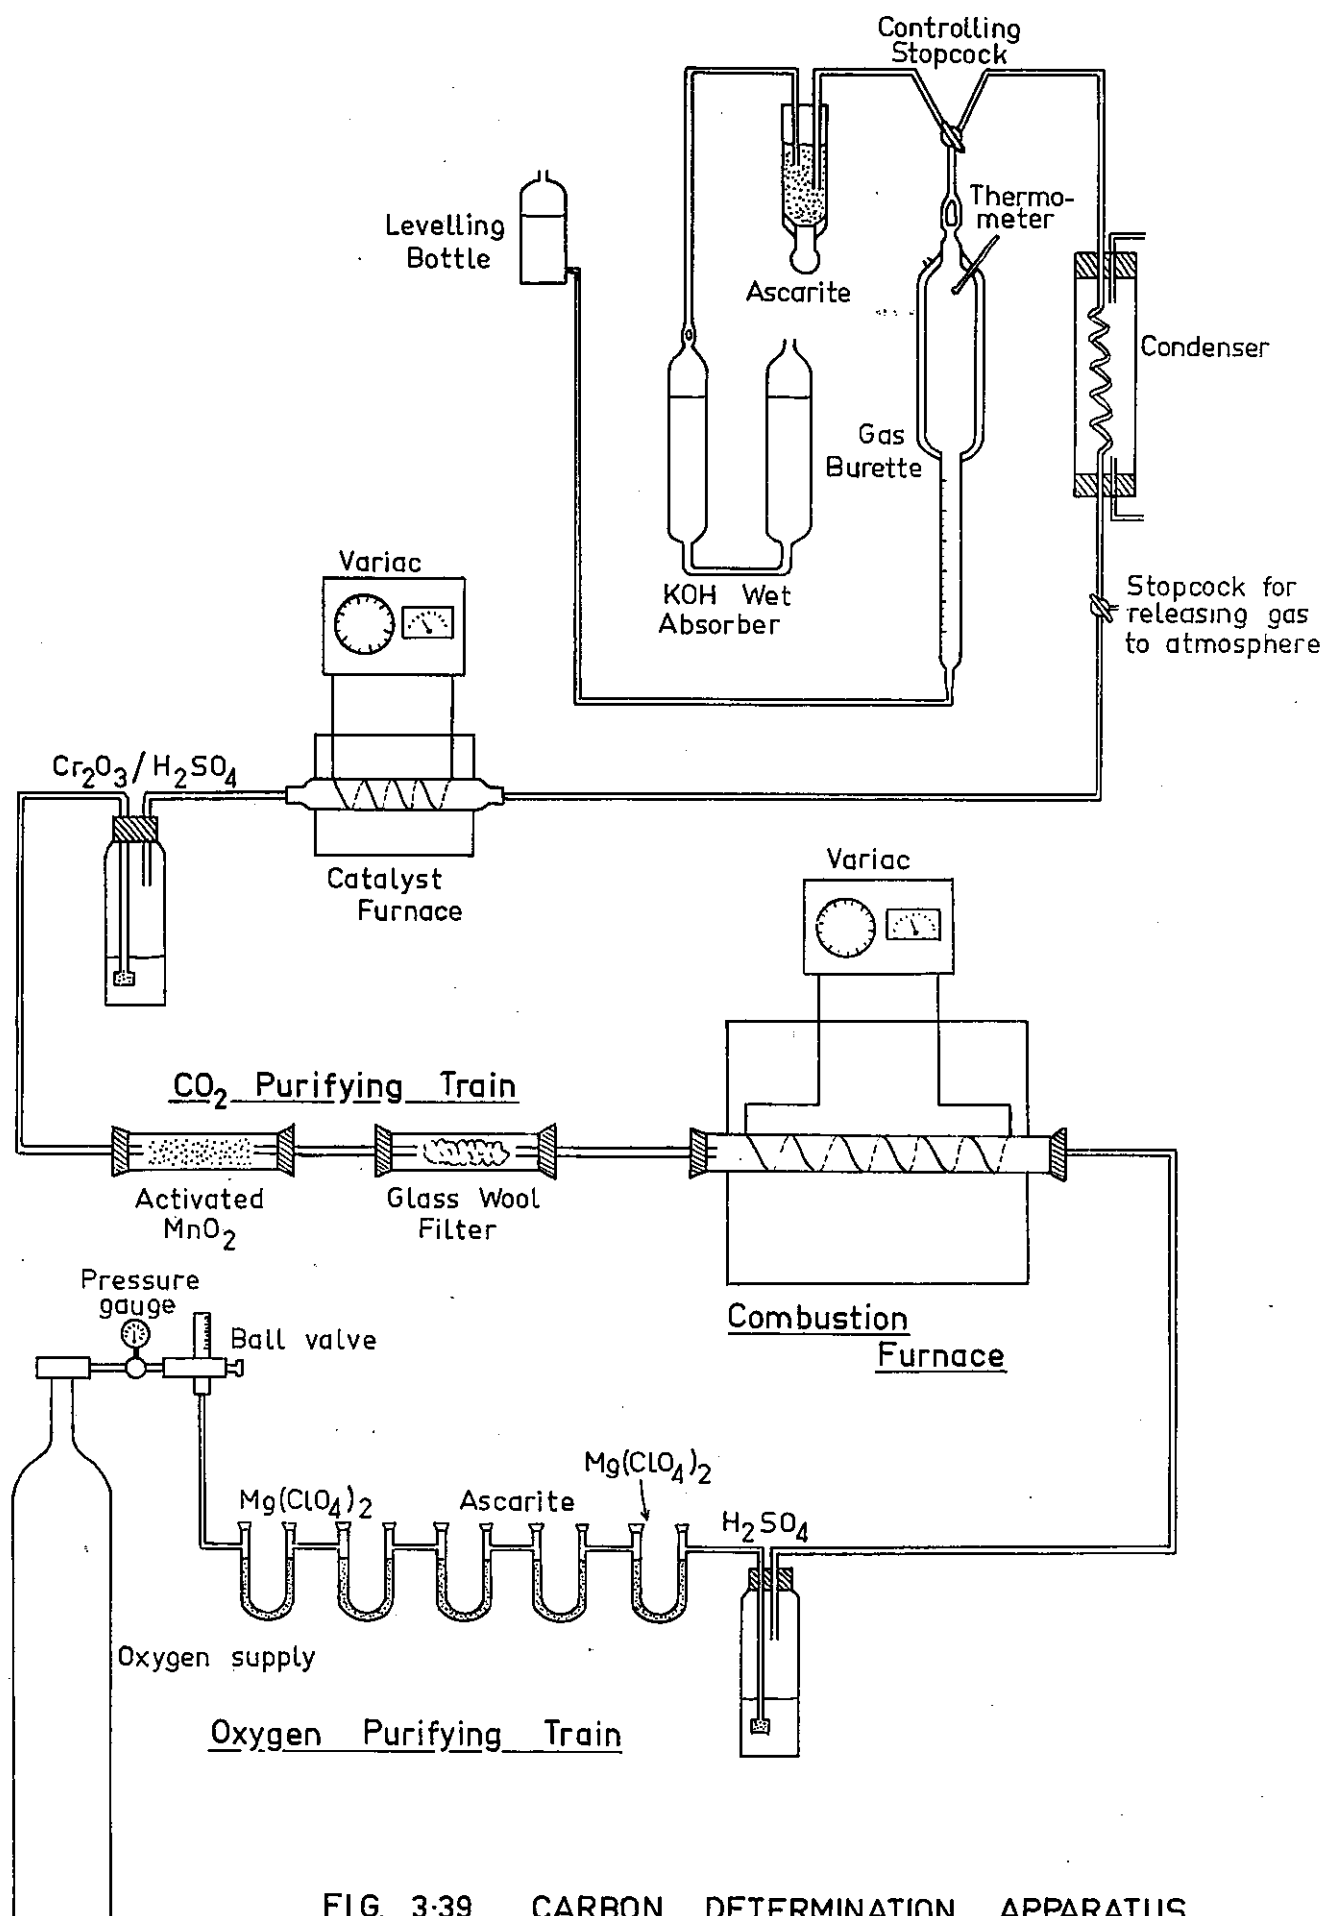 Controlling
Stopcock
Thermo-
meter
Levelling
Bottle
Ascarite
Condenser
Gas
Burette
Variac
KOH Wet
Absorber
Stopcock for
releasing gas
to atmosphere
Cr₂O₃/H₂SO₄
Catalyst
Furnace
Variac
CO₂ Purifying Train
Activated
MnO₂
Glass Wool
Filter
Pressure
gauge
Ball valve
Combustion
Furnace
Mg(ClO₄)₂
Mg(ClO₄)₂
Ascarite
H₂SO₄
Oxygen supply
Oxygen Purifying Train
FIG. 3·39 CARBON DETERMINATION APPARATUS